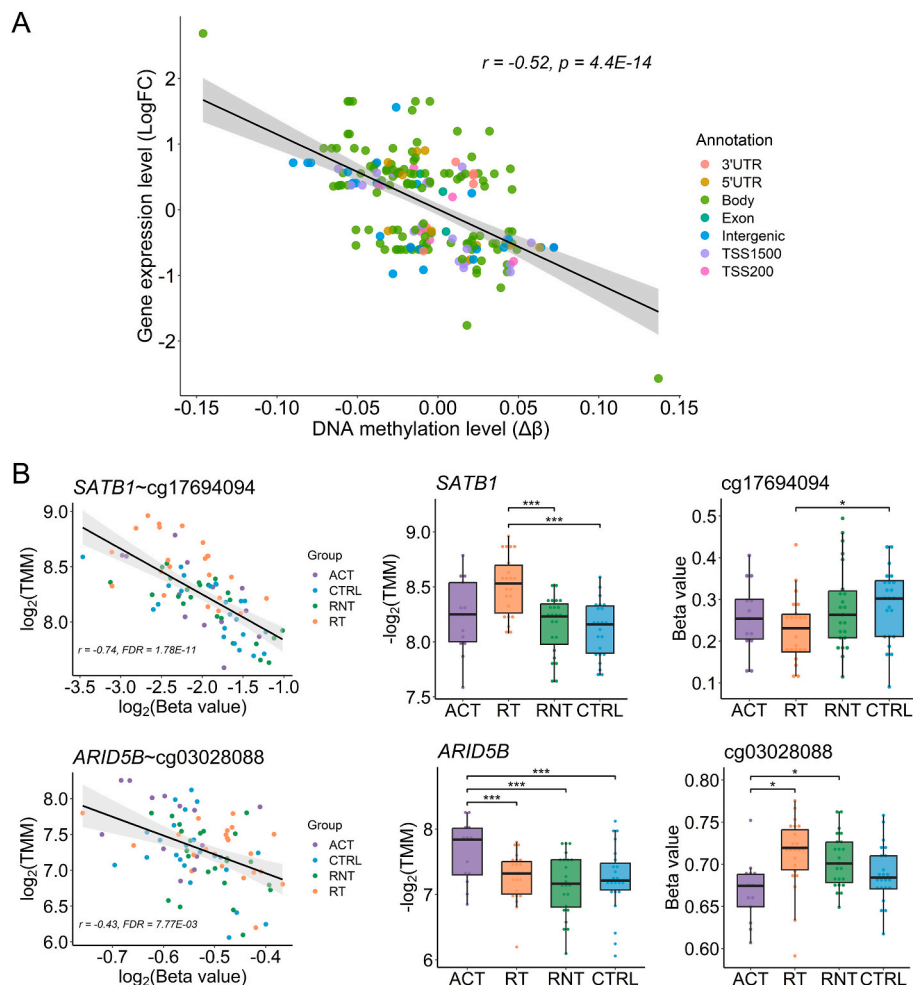 A
r = -0.52, p = 4.4E-14
Gene expression level (LogFC)
2
1
0
-1
-2
-0.15 -0.10 -0.05 0.00 0.05 0.10 0.15
DNA methylation level (Δβ)
Annotation
3'UTR
5'UTR
Body
Exon
Intergenic
TSS1500
TSS200
B
SATB1~cg17694094
log2(TMM)
9.0
8.5
8.0
r = -0.74, FDR = 1.78E-11
-3.5 -3.0 -2.5 -2.0 -1.5 -1.0
log2(Beta value)
Group
ACT
CTRL
RNT
RT
SATB1
***
***
-log2(TMM)
9.0
8.5
8.0
7.5
ACT RT RNT CTRL
cg17694094
*
Beta value
0.5
0.4
0.3
0.2
0.1
ACT RT RNT CTRL
ARID5B~cg03028088
log2(TMM)
8.0
7.5
7.0
6.5
6.0
r = -0.43, FDR = 7.77E-03
-0.7 -0.6 -0.5 -0.4
log2(Beta value)
Group
ACT
CTRL
RNT
RT
ARID5B
***
***
***
-log2(TMM)
8
7
6
ACT RT RNT CTRL
cg03028088
*
*
Beta value
0.80
0.75
0.70
0.65
0.60
ACT RT RNT CTRL